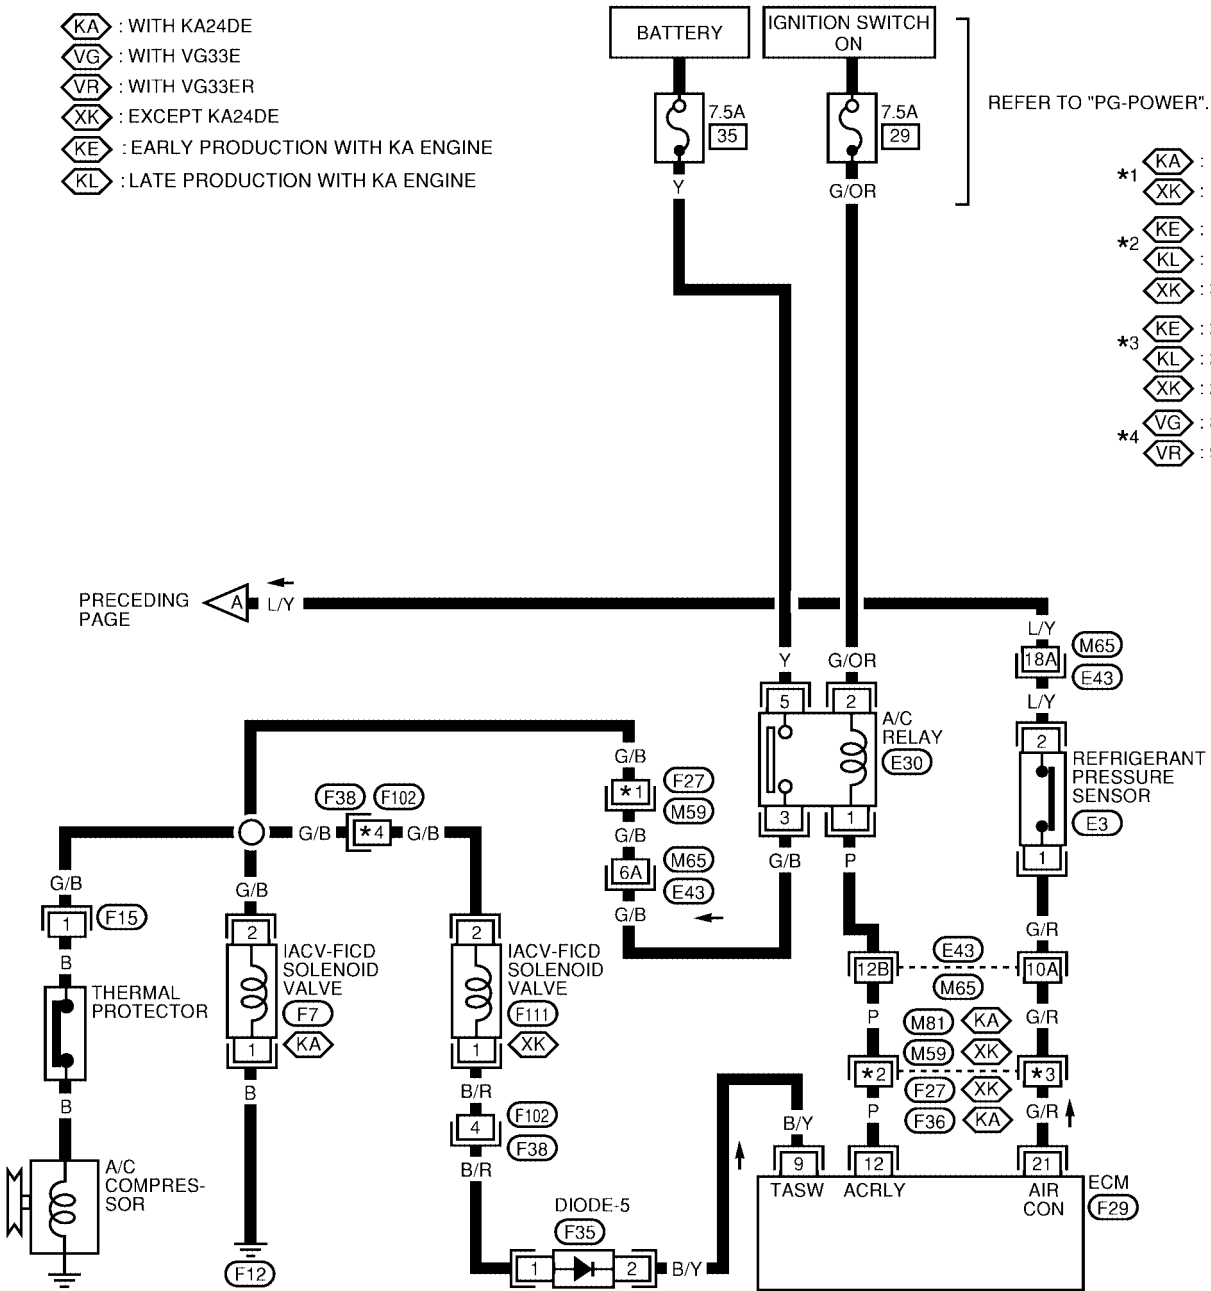 KA : WITH KA24DE
VG : WITH VG33E
VR : WITH VG33ER
XK : EXCEPT KA24DE
KE : EARLY PRODUCTION WITH KA ENGINE
KL : LATE PRODUCTION WITH KA ENGINE
BATTERY
IGNITION SWITCH
ON
7.5A
35
7.5A
29
REFER TO "PG-POWER".
Y
G/OR
*1
KA :
XK :
*2
KE :
KL :
XK :
*3
KE :
KL :
XK :
*4
VG :
VR :
PRECEDING
PAGE
A
L/Y
Y
G/OR
L/Y
18A
M65
E43
L/Y
5
2
A/C
RELAY
E30
3
1
G/B
P
2
REFRIGERANT
PRESSURE
SENSOR
E3
1
G/B
*1
F27
M59
G/B
6A
M65
E43
G/B
F38
F102
G/B
*4
G/B
G/B
1
F15
B
THERMAL
PROTECTOR
B
A/C
COMPRES-
SOR
G/B
2
IACV-FICD
SOLENOID
VALVE
F7
1
KA
B
F12
2
IACV-FICD
SOLENOID
VALVE
F111
1
XK
B/R
4
F102
F38
B/R
DIODE-5
F35
1
2
B/Y
G/R
12B
E43
10A
M65
P
M81
KA
G/R
M59
XK
*2
*3
F27
XK
P
F36
KA
G/R
B/Y
9
12
21
TASW
ACRLY
AIR
CON
ECM
F29